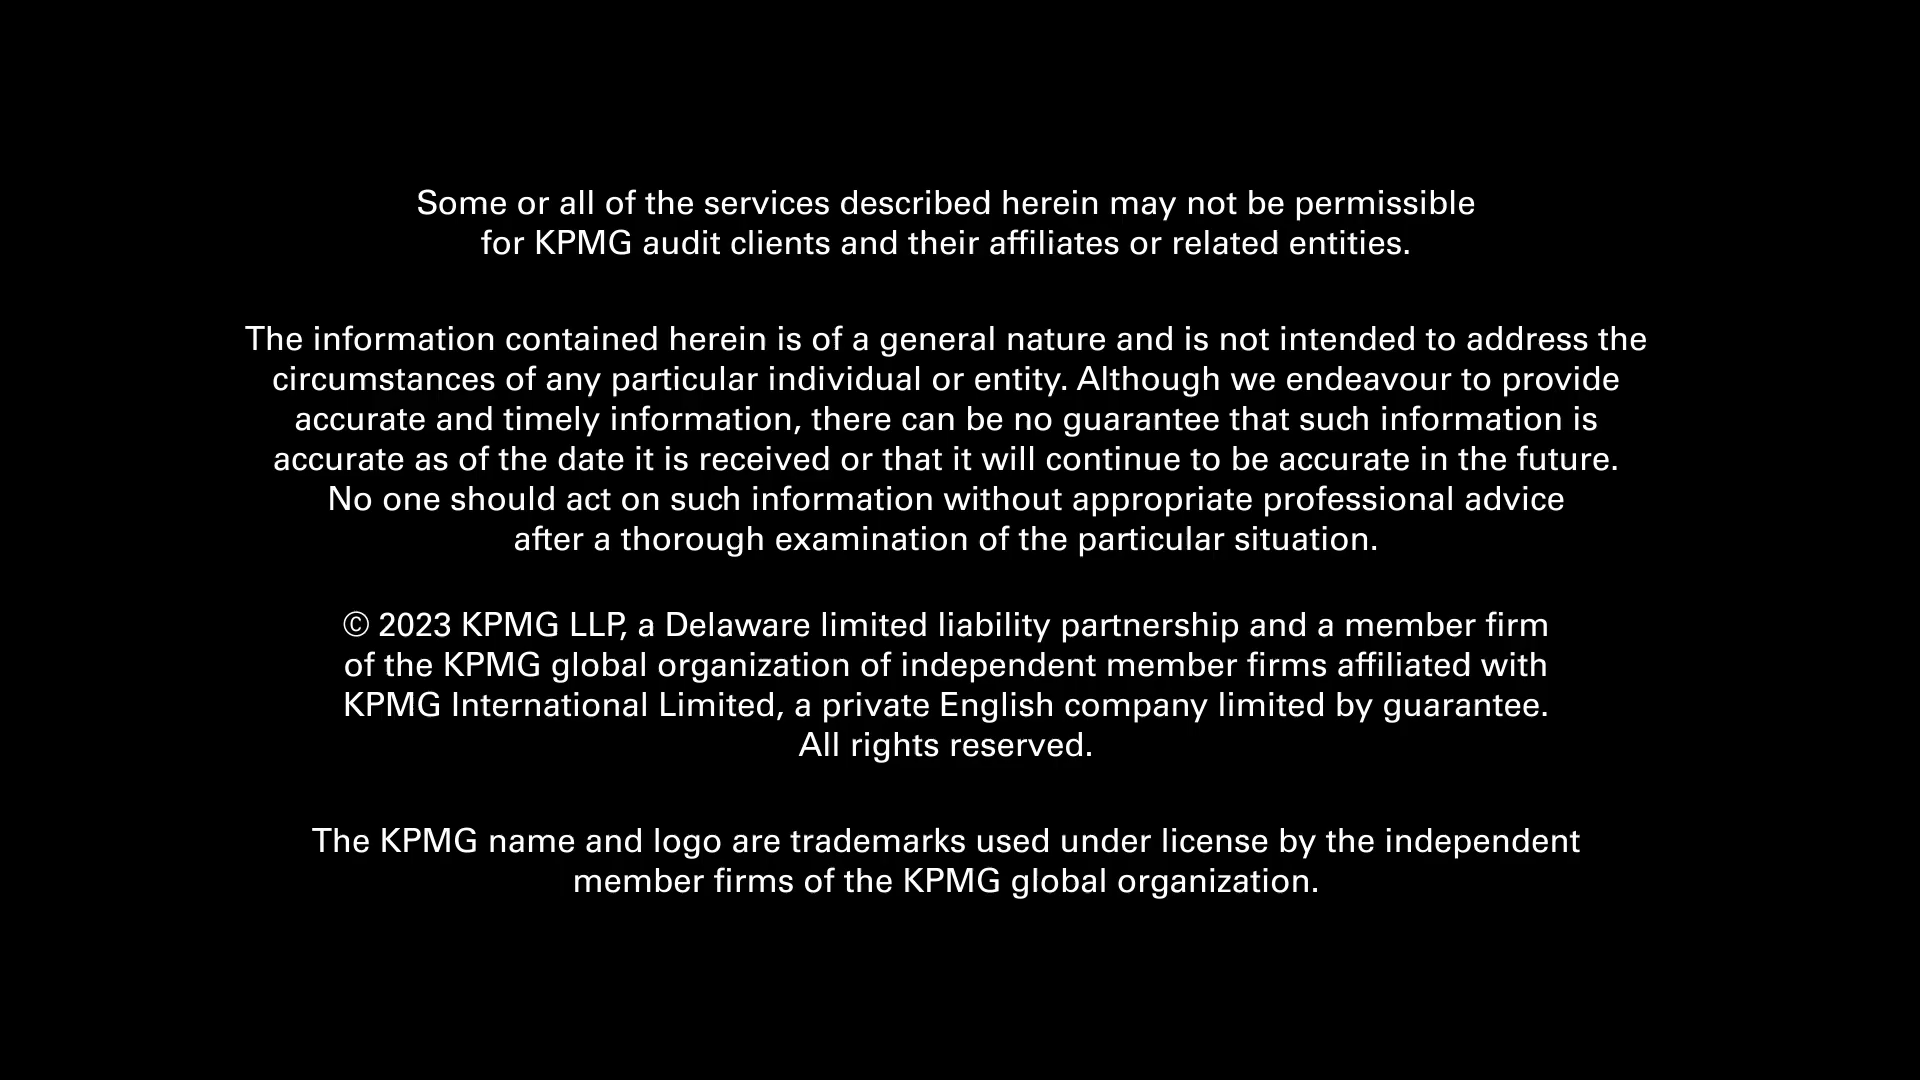 Some or all of the services described herein may not be permissible
for KPMG audit clients and their affiliates or related entities.
The information contained herein is of a general nature and is not intended to address the
circumstances of any particular individual or entity. Although we endeavour to provide
accurate and timely information, there can be no guarantee that such information is
accurate as of the date it is received or that it will continue to be accurate in the future.
No one should act on such information without appropriate professional advice
after a thorough examination of the particular situation.
© 2023 KPMG LLP, a Delaware limited liability partnership and a member firm
of the KPMG global organization of independent member firms affiliated with
KPMG International Limited, a private English company limited by guarantee.
All rights reserved.
The KPMG name and logo are trademarks used under license by the independent
member firms of the KPMG global organization.